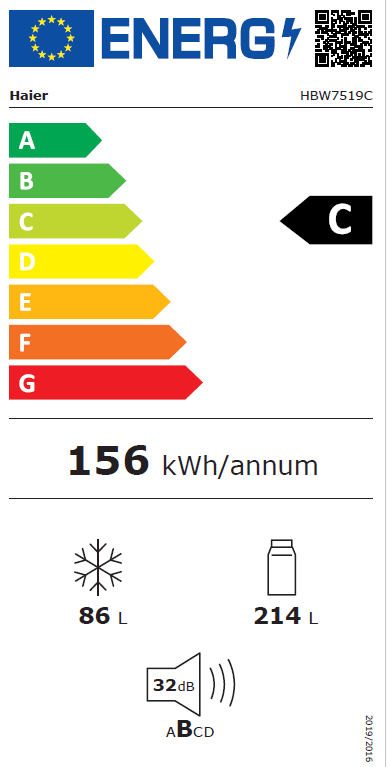 ENERG
Haier HBW7519C
A
B
C
C
D
E
F
G
156 kWh/annum
86 L
214 L
32dB
ABCD
2019/2016